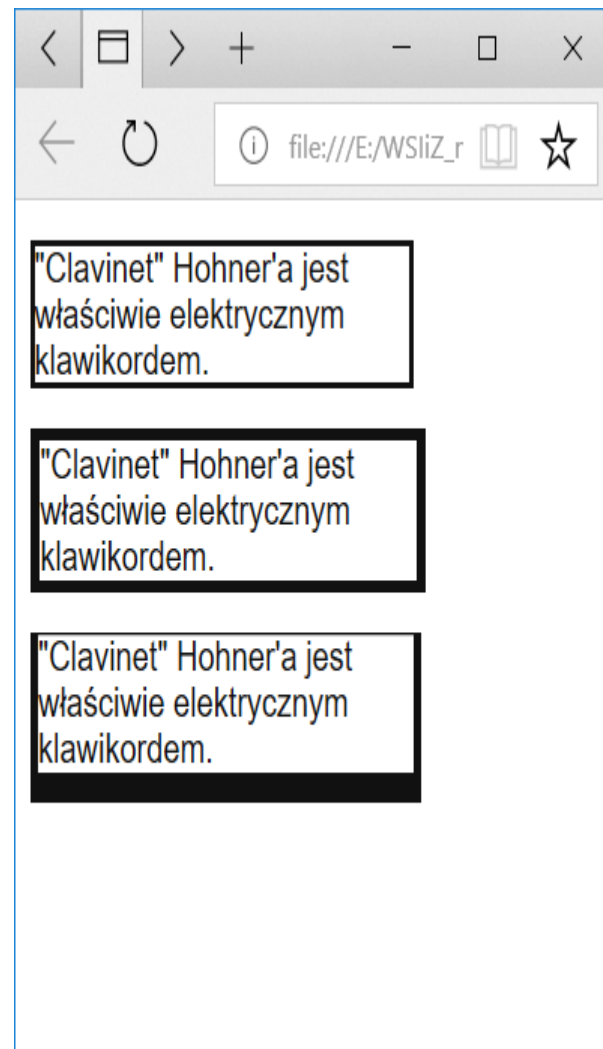 file:///E:/WSIiZ_r
"Clavinet" Hohner'a jest
właściwie elektrycznym
klawikordem.
"Clavinet" Hohner'a jest
właściwie elektrycznym
klawikordem.
"Clavinet" Hohner'a jest
właściwie elektrycznym
klawikordem.